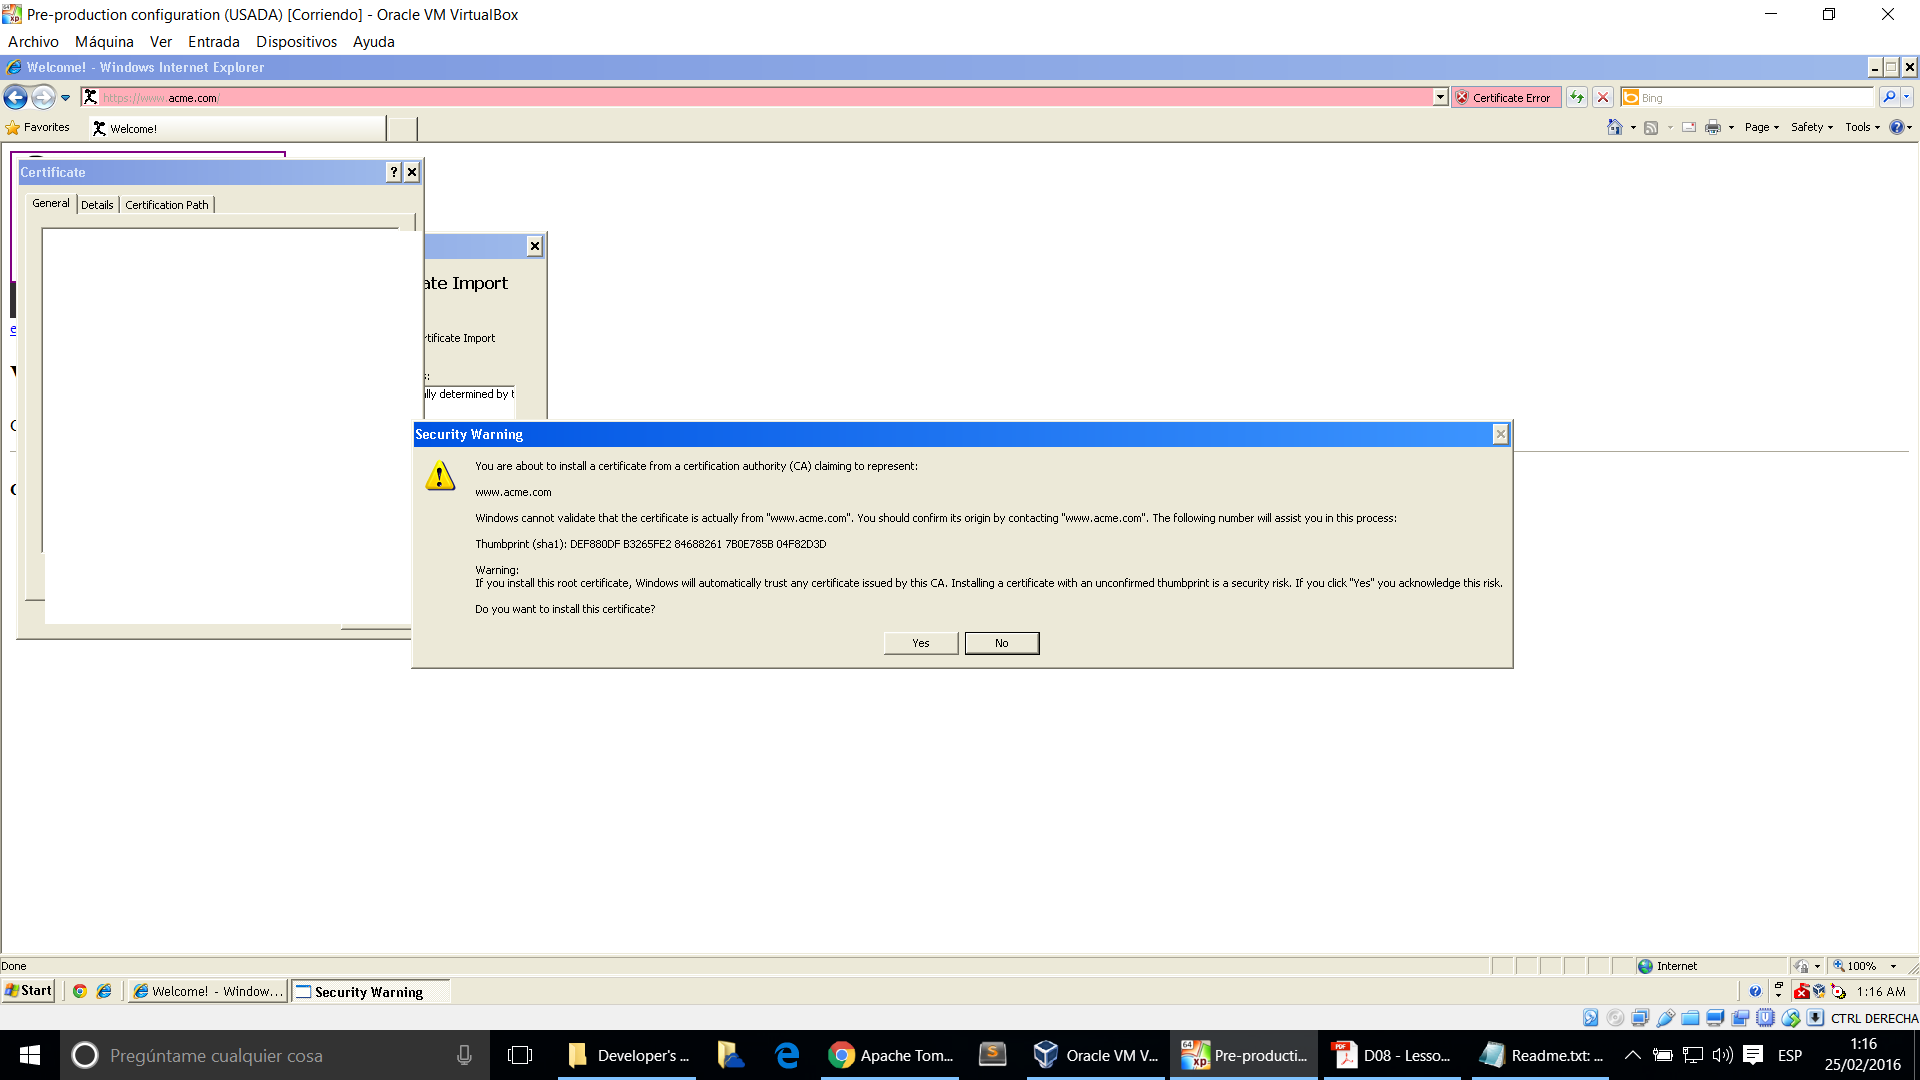 Pre-production configuration (USADA) [Corriendo] - Oracle VM VirtualBox
Archivo Máquina Ver Entrada Dispositivos Ayuda
Welcome! - Windows Internet Explorer
https://www.acme.com/
Certificate Error
Bing
Favorites
Welcome!
Page Safety Tools
Certificate
General Details Certification Path
ate Import
rtificate Import
s:
ally determined by t
Security Warning
You are about to install a certificate from a certification authority (CA) claiming to represent:
www.acme.com
Windows cannot validate that the certificate is actually from "www.acme.com". You should confirm its origin by contacting "www.acme.com". The following number will assist you in this process:
Thumbprint (sha1): DEF880DF B3265FE2 84688261 7B0E785B 04F82D3D
Warning:
If you install this root certificate, Windows will automatically trust any certificate issued by this CA. Installing a certificate with an unconfirmed thumbprint is a security risk. If you click "Yes" you acknowledge this risk.
Do you want to install this certificate?
Yes No
Done
Internet
100%
Start
Welcome! - Window...
Security Warning
1:16 AM
CTRL DERECHA
Pregúntame cualquier cosa
Developer's ...
Apache Tom...
Oracle VM V...
Pre-producti...
D08 - Lesso...
Readme.txt: ...
ESP
1:16
25/02/2016